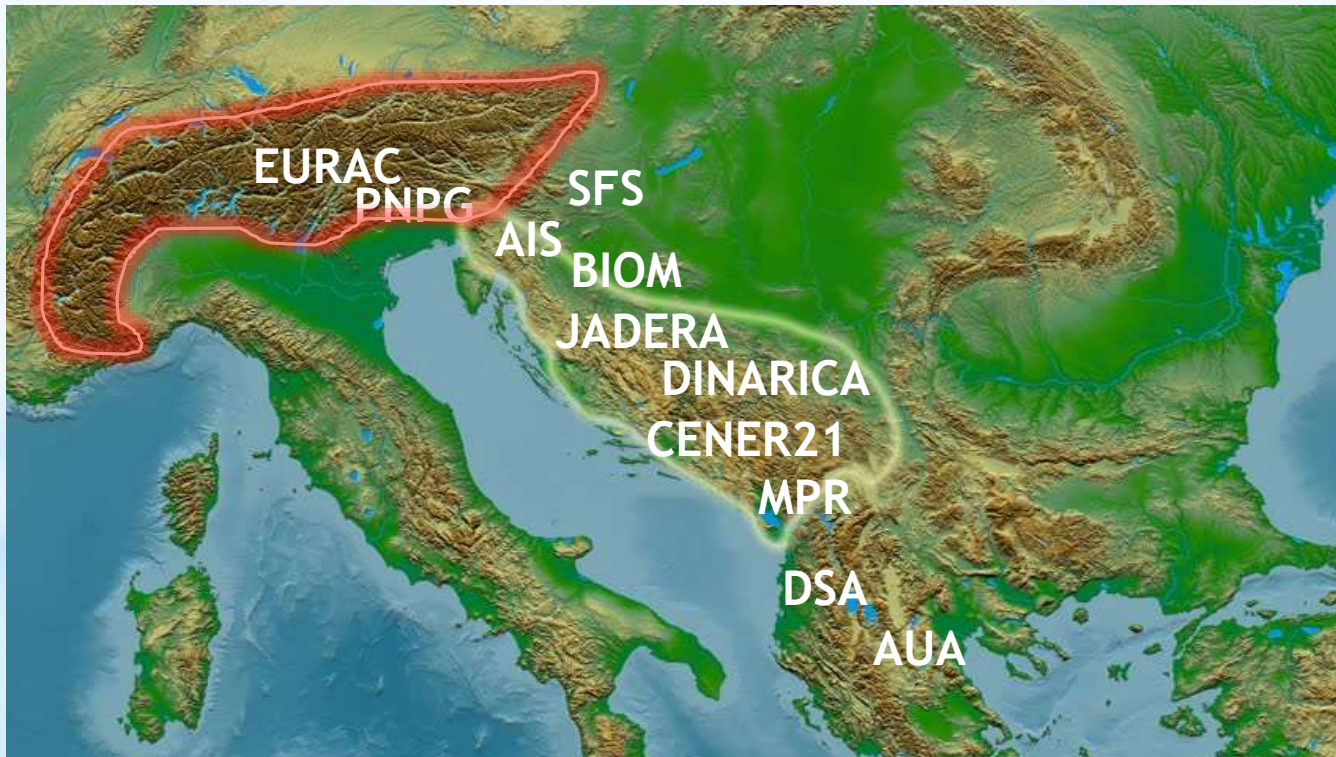 EURAC
PNPG
SFS
AIS
BIOM
JADERA
DINARICA
CENER21
MPR
DSA
AUA